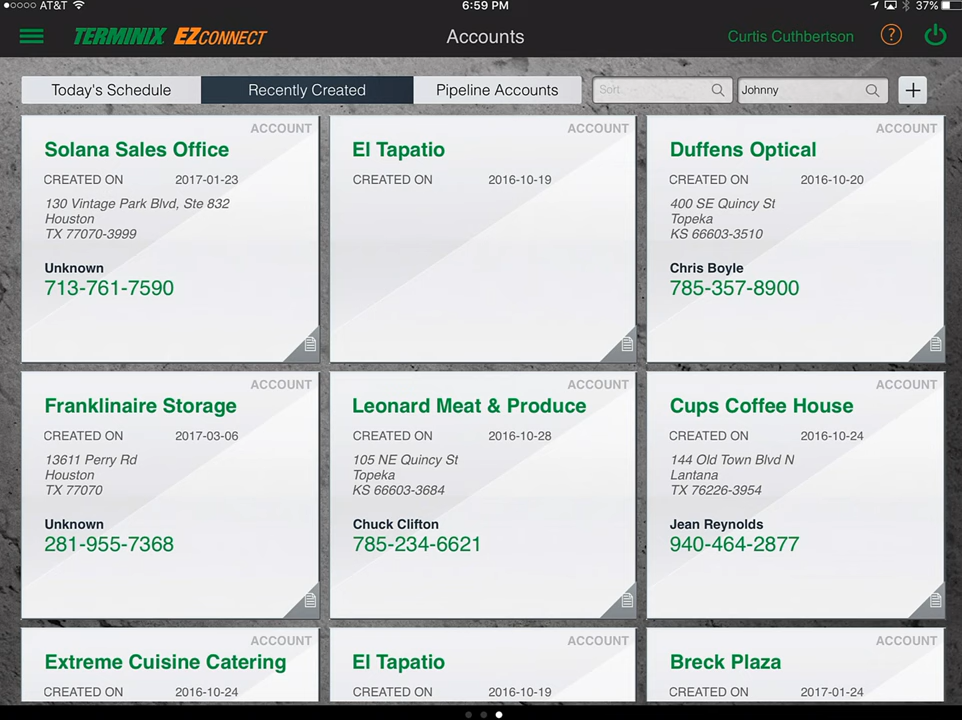 AT&T
6:59 PM
37%
TERMINIX EZCONNECT
Accounts
Curtis Cuthbertson
?
Today's Schedule
Recently Created
Pipeline Accounts
Sort
Johnny
+
ACCOUNT
Solana Sales Office
CREATED ON 2017-01-23
130 Vintage Park Blvd, Ste 832
Houston
TX 77070-3999
Unknown
713-761-7590
ACCOUNT
El Tapatio
CREATED ON 2016-10-19
ACCOUNT
Duffens Optical
CREATED ON 2016-10-20
400 SE Quincy St
Topeka
KS 66603-3510
Chris Boyle
785-357-8900
ACCOUNT
Franklinaire Storage
CREATED ON 2017-03-06
13611 Perry Rd
Houston
TX 77070
Unknown
281-955-7368
ACCOUNT
Leonard Meat & Produce
CREATED ON 2016-10-28
105 NE Quincy St
Topeka
KS 66603-3684
Chuck Clifton
785-234-6621
ACCOUNT
Cups Coffee House
CREATED ON 2016-10-24
144 Old Town Blvd N
Lantana
TX 76226-3954
Jean Reynolds
940-464-2877
ACCOUNT
Extreme Cuisine Catering
CREATED ON 2016-10-24
ACCOUNT
El Tapatio
CREATED ON 2016-10-19
ACCOUNT
Breck Plaza
CREATED ON 2017-01-24